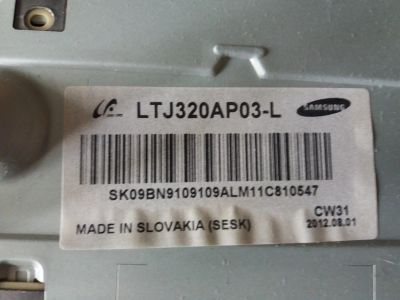 LTJ320AP03-L
SAMSUNG
SK09BN9109109ALM11C810547
MADE IN SLOVAKIA (SESK)
CW31
2012.08.01